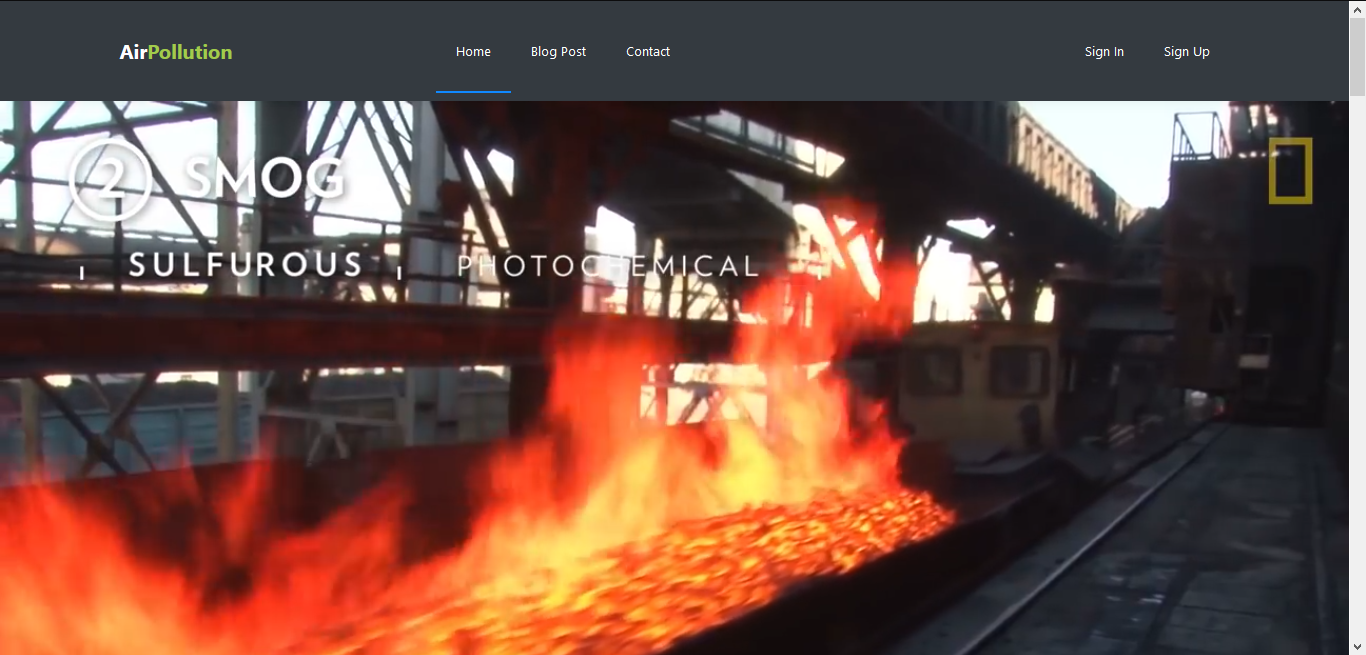 AirPollution Home Blog Post Contact Sign In Sign Up
2 SMOG
SULFUROUS PHOTOCHEMICAL